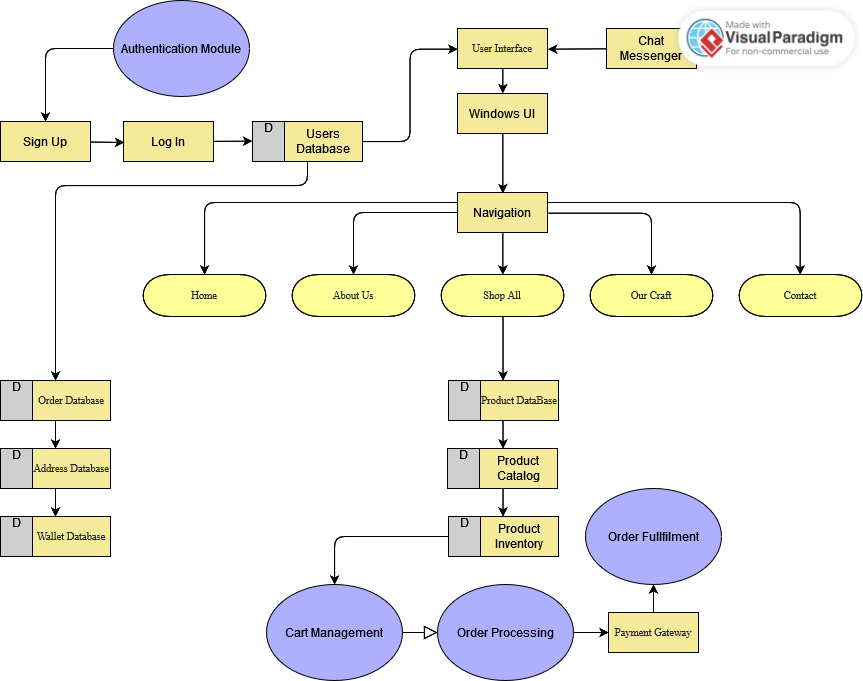 Made with
VisualParadigm
For non-commercial use
Authentication Module
User Interface
Chat
Messenger
Sign Up
Log In
D
Users
Database
Windows UI
Navigation
Home
About Us
Shop All
Our Craft
Contact
D
Order Database
D
Product DataBase
D
Address Database
D
Product
Catalog
D
Wallet Database
D
Product
Inventory
Order Fullfilment
Cart Management
Order Processing
Payment Gateway